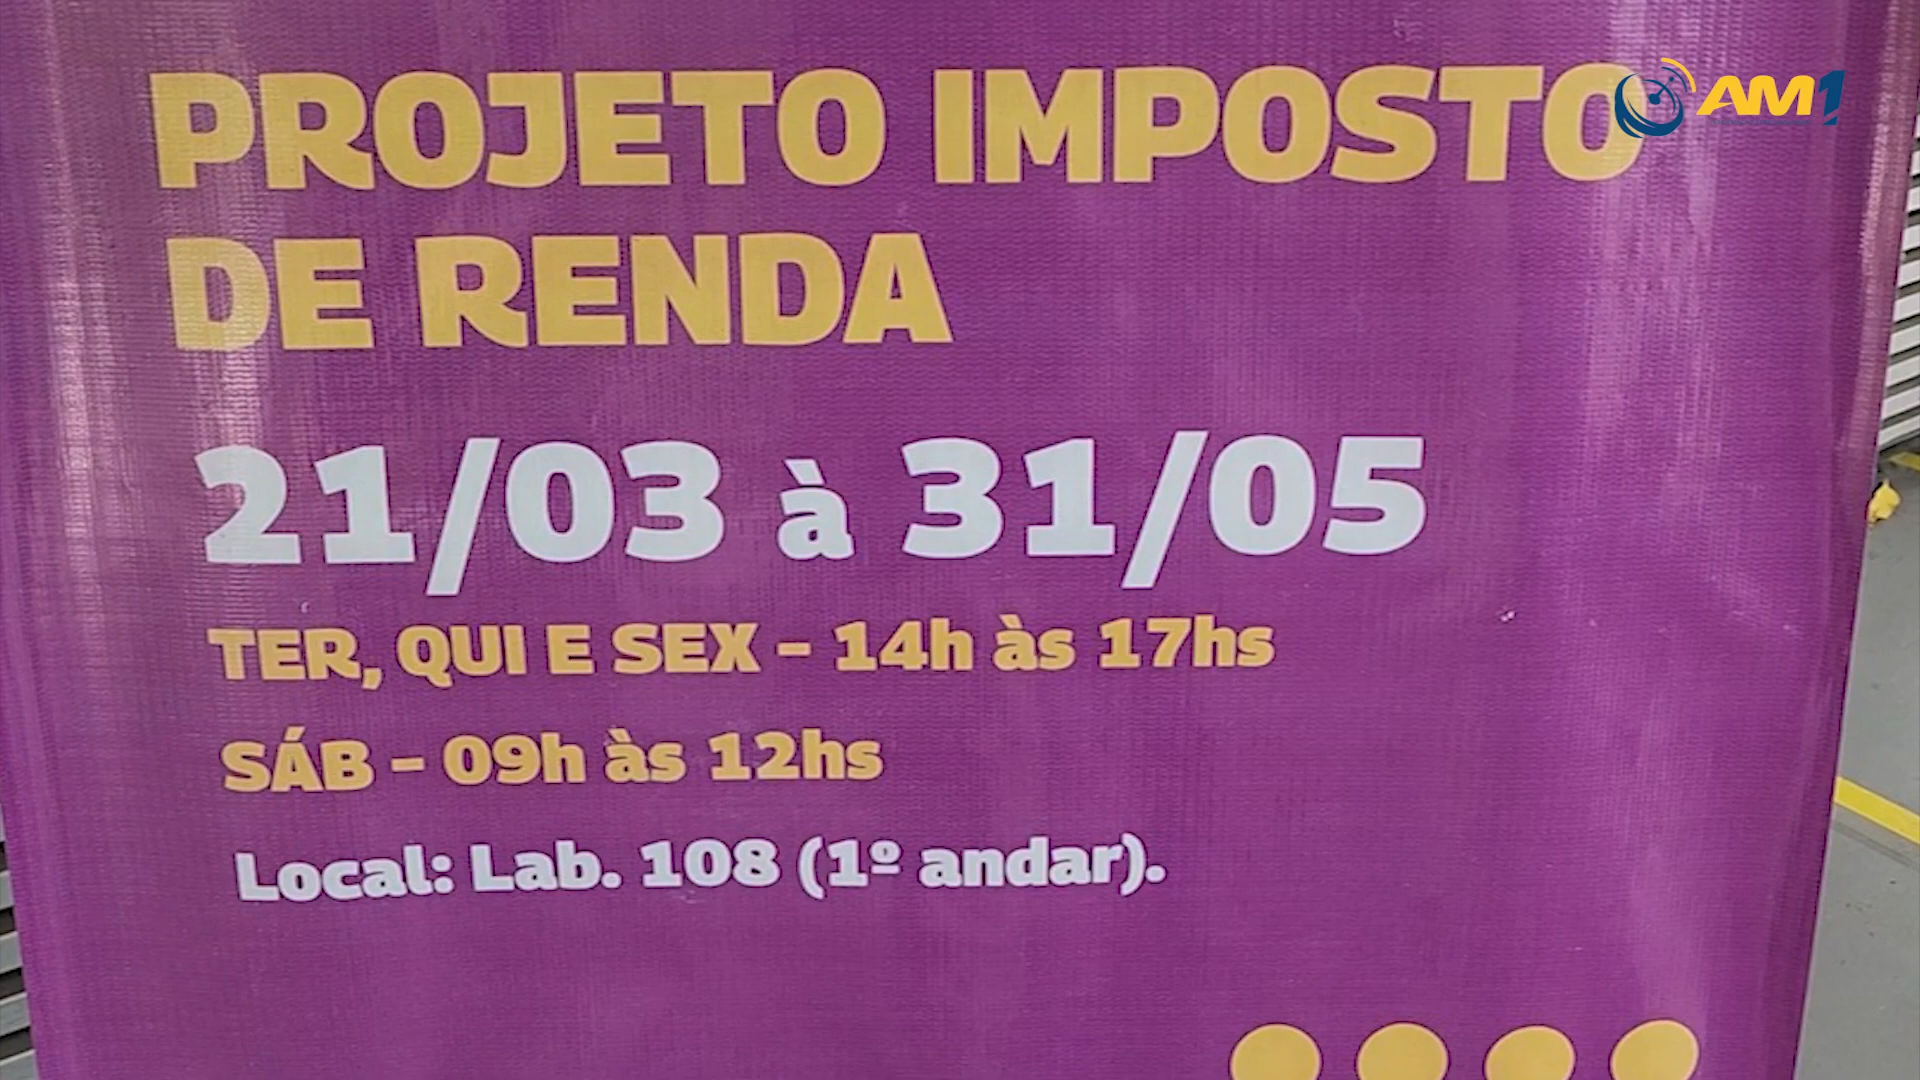 PROJETO IMPOSTO
DE RENDA
AM1
21/03 à 31/05
TER, QUI E SEX – 14h às 17hs
SÁB – 09h às 12hs
Local: Lab. 108 (1º andar).